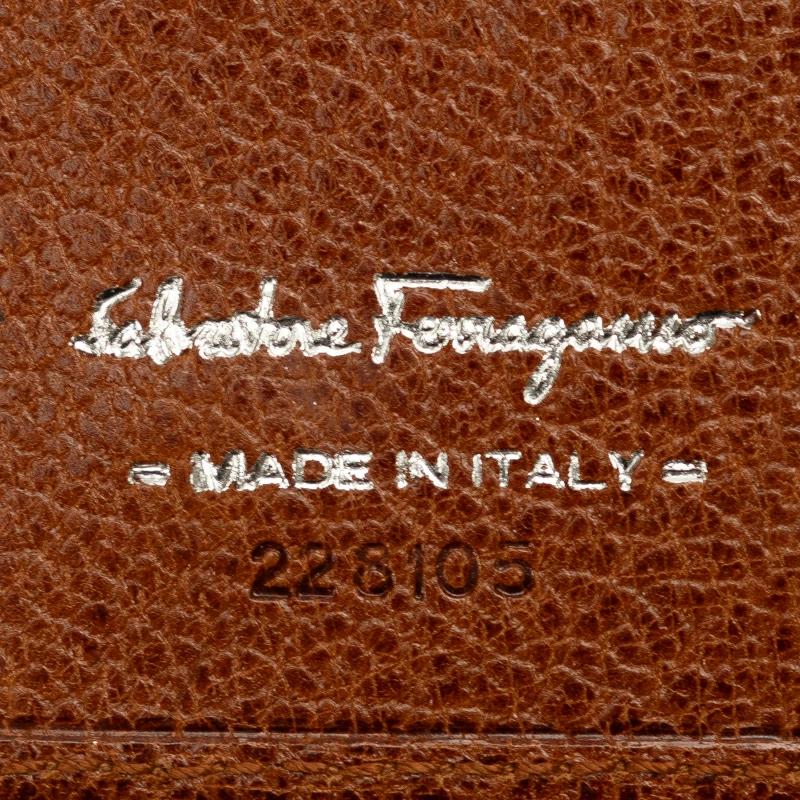 Salvatore Ferragamo
= MADE IN ITALY =
228105